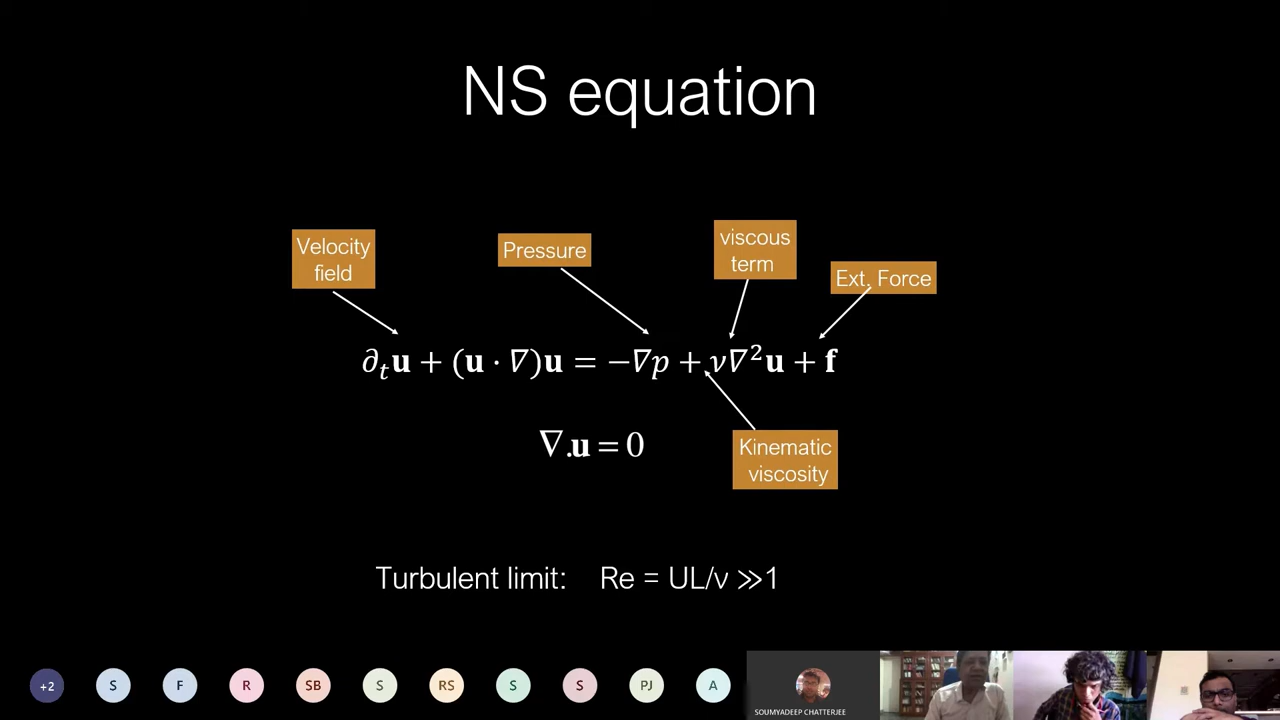 NS equation
Velocity
field
Pressure
viscous
term
Ext. Force
∂ₜ𝐮 + (𝐮 · ∇)𝐮 = −∇p + ν∇²𝐮 + 𝐟
∇.𝐮 = 0
Kinematic
viscosity
Turbulent limit: Re = UL/ν ≫1
+2
S
F
R
SB
S
RS
S
S
PJ
A
SOUMYADEEP CHATTERJEE